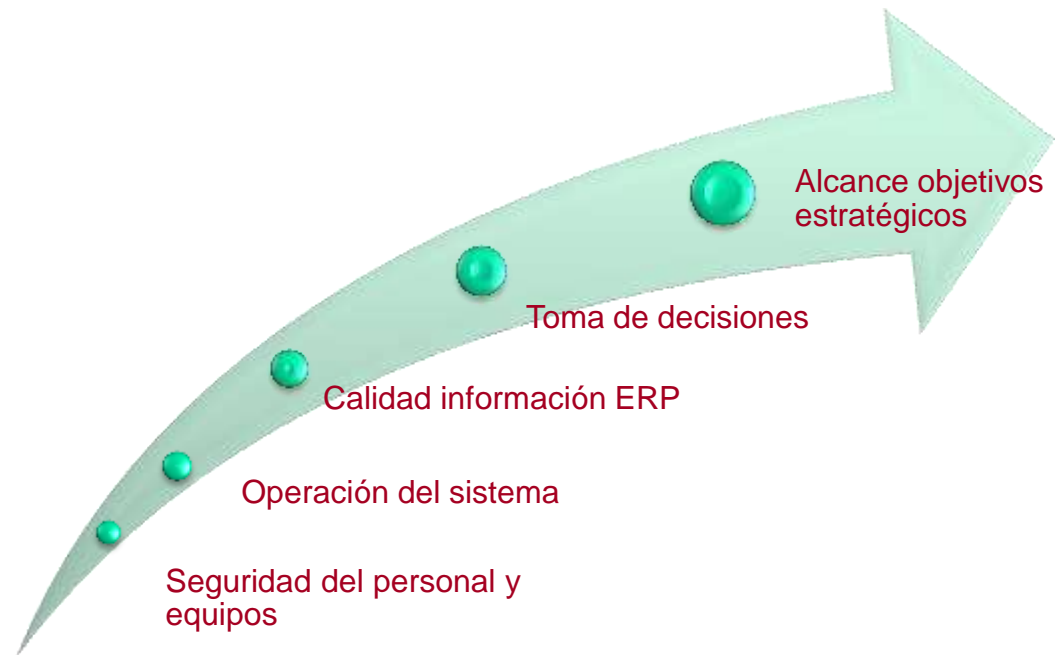 Alcance objetivos
estratégicos
Toma de decisiones
Calidad información ERP
Operación del sistema
Seguridad del personal y
equipos